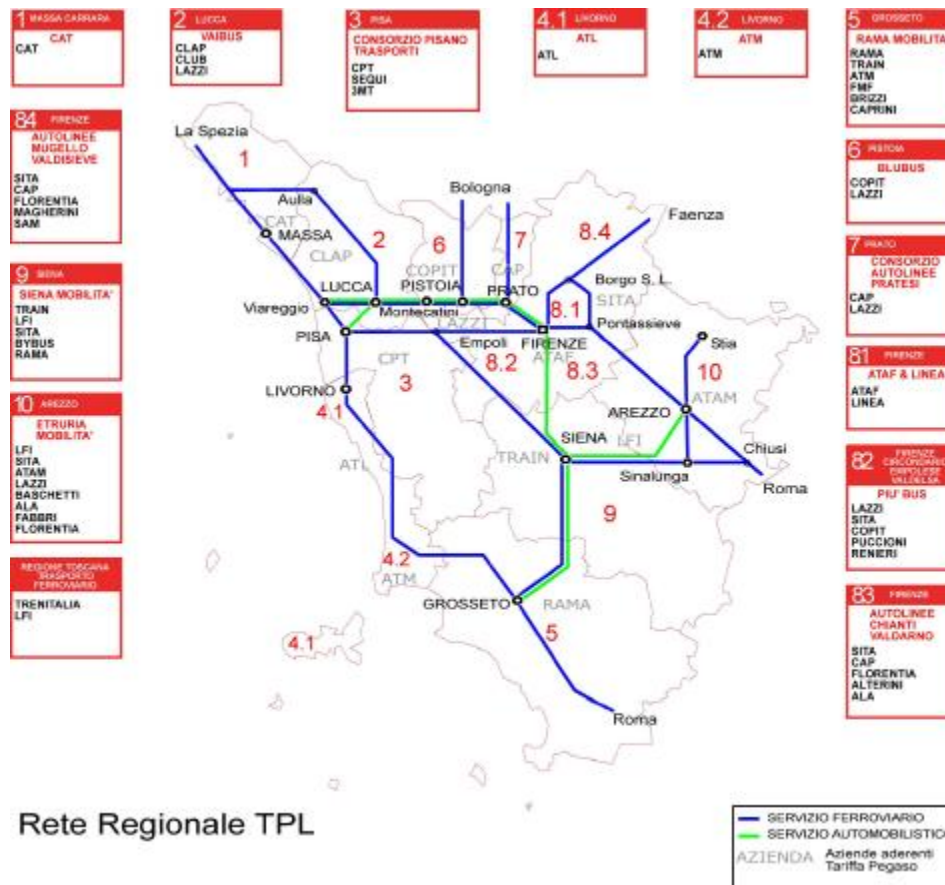 1 MASSA CARRARA
CAT
CAT
2 LUCCA
VAIBUS
CLAP
CLUB
LAZZI
3 PISA
CONSORZIO PISANO
TRASPORTI
CPT
SEQUI
3MT
4.1 LIVORNO
ATL
ATL
4.2 LIVORNO
ATM
ATM
5 GROSSETO
RAMA MOBILITA'
RAMA
TRAIN
ATM
FMF
BRIZZI
CAPRINI
84 FIRENZE
AUTOLINEE
MUGELLO
VALDISIEVE
SITA
CAP
FLORENTIA
MAGHERINI
SAM
6 PISTOIA
BLUBUS
COPIT
LAZZI
9 SIENA
SIENA MOBILITA'
TRAIN
LFI
SITA
BYBUS
RAMA
7 PRATO
CONSORZIO
AUTOLINEE
PRATESI
CAP
LAZZI
81 FIRENZE
ATAF & LINEA
ATAF
LINEA
10 AREZZO
ETRURIA
MOBILITA'
LFI
SITA
ATAM
LAZZI
BASCHETTI
ALA
FABBRI
FLORENTIA
82 FIRENZE
CIRCONDARIO
EMPOLESE
VALDELSA
PIU' BUS
LAZZI
SITA
COPIT
PUCCIONI
RENIERI
REGIONE TOSCANA
TRASPORTO
FERROVIARIO
TRENITALIA
LFI
83 FIRENZE
AUTOLINEE
CHIANTI
VALDARNO
SITA
CAP
FLORENTIA
ALTERINI
ALA
La Spezia
1
Aulla
Bologna
Faenza
CAT
MASSA
2
6
7
8.4
CLAP
COPIT
CAP
Borgo S. L.
LUCCA
PISTOIA
PRATO
SITA
Viareggio
Montecatini
8.1
LAZZI
Pontassieve
PISA
Empoli
FIRENZE
Stia
CPT
8.2
ATAF
8.3
10
3
ATAM
LIVORNO
4.1
AREZZO
SIENA
LFI
Chiusi
ATL
TRAIN
Sinalunga
Roma
9
4.2
ATM
GROSSETO
RAMA
4.1
5
Roma
Rete Regionale TPL
SERVIZIO FERROVIARIO
SERVIZIO AUTOMOBILISTICO
AZIENDA Aziende aderenti
Tariffa Pegaso